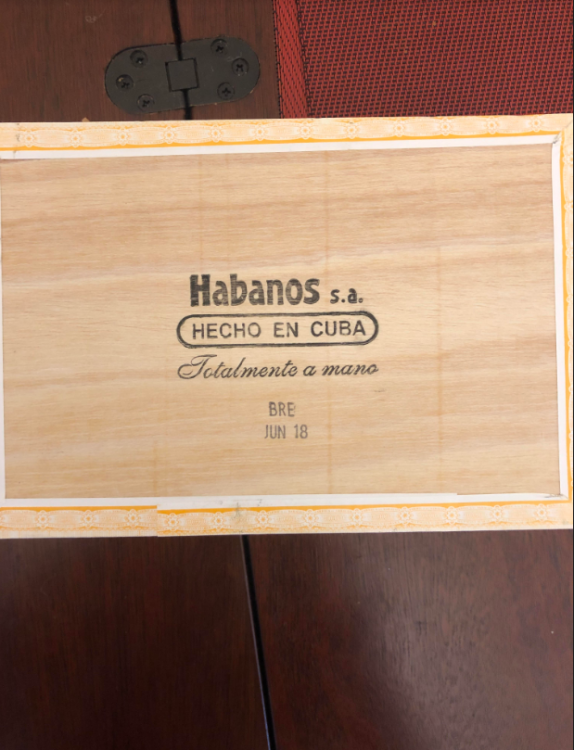 Habanos s.a.
HECHO EN CUBA
Totalmente a mano
BRE
JUN 18